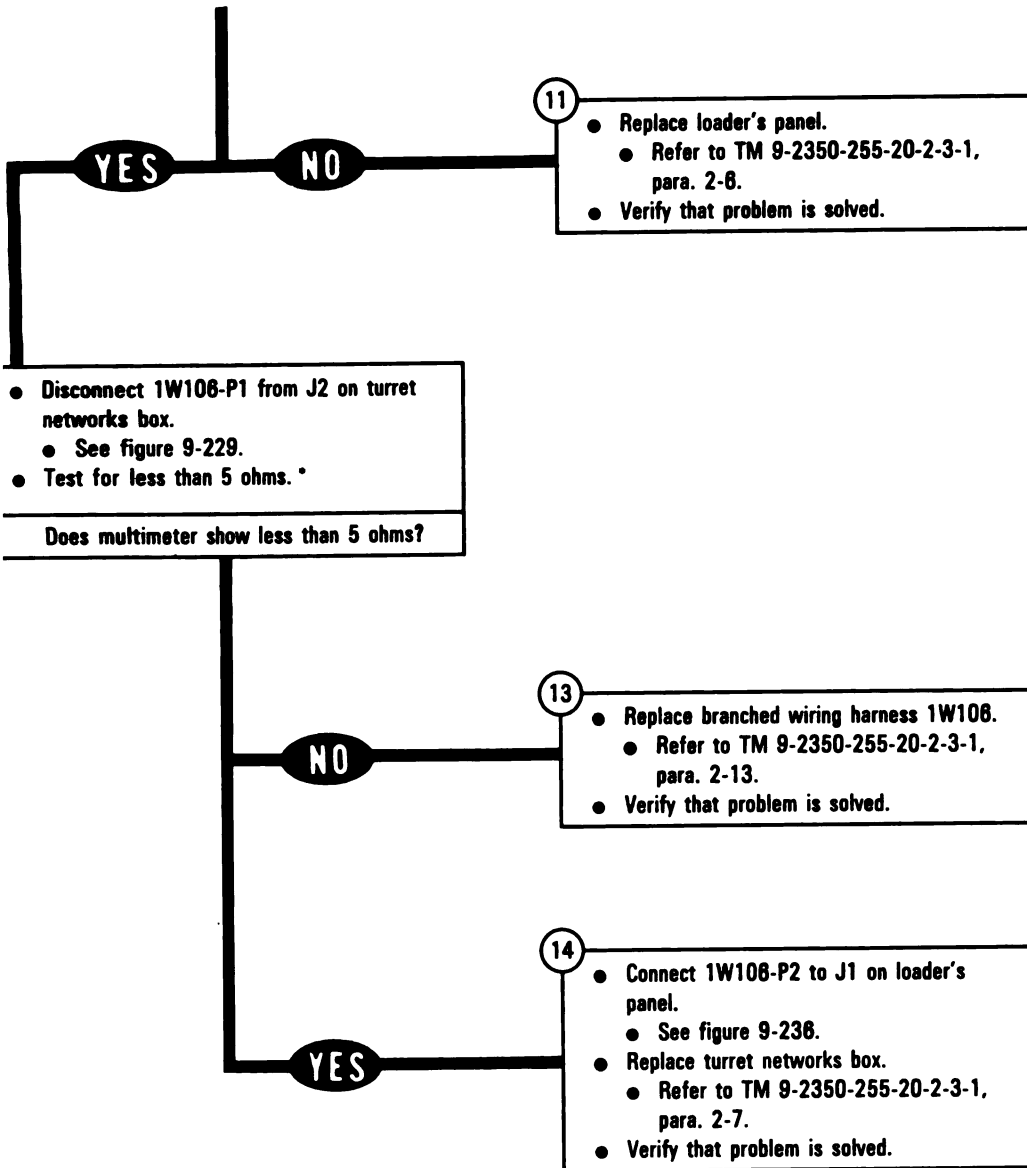 11
YES
NO
● Replace loader's panel.
● Refer to TM 9-2350-255-20-2-3-1,
para. 2-6.
● Verify that problem is solved.
● Disconnect 1W106-P1 from J2 on turret
networks box.
● See figure 9-229.
● Test for less than 5 ohms. *
Does multimeter show less than 5 ohms?
13
NO
● Replace branched wiring harness 1W106.
● Refer to TM 9-2350-255-20-2-3-1,
para. 2-13.
● Verify that problem is solved.
14
YES
● Connect 1W106-P2 to J1 on loader's
panel.
● See figure 9-236.
● Replace turret networks box.
● Refer to TM 9-2350-255-20-2-3-1,
para. 2-7.
● Verify that problem is solved.